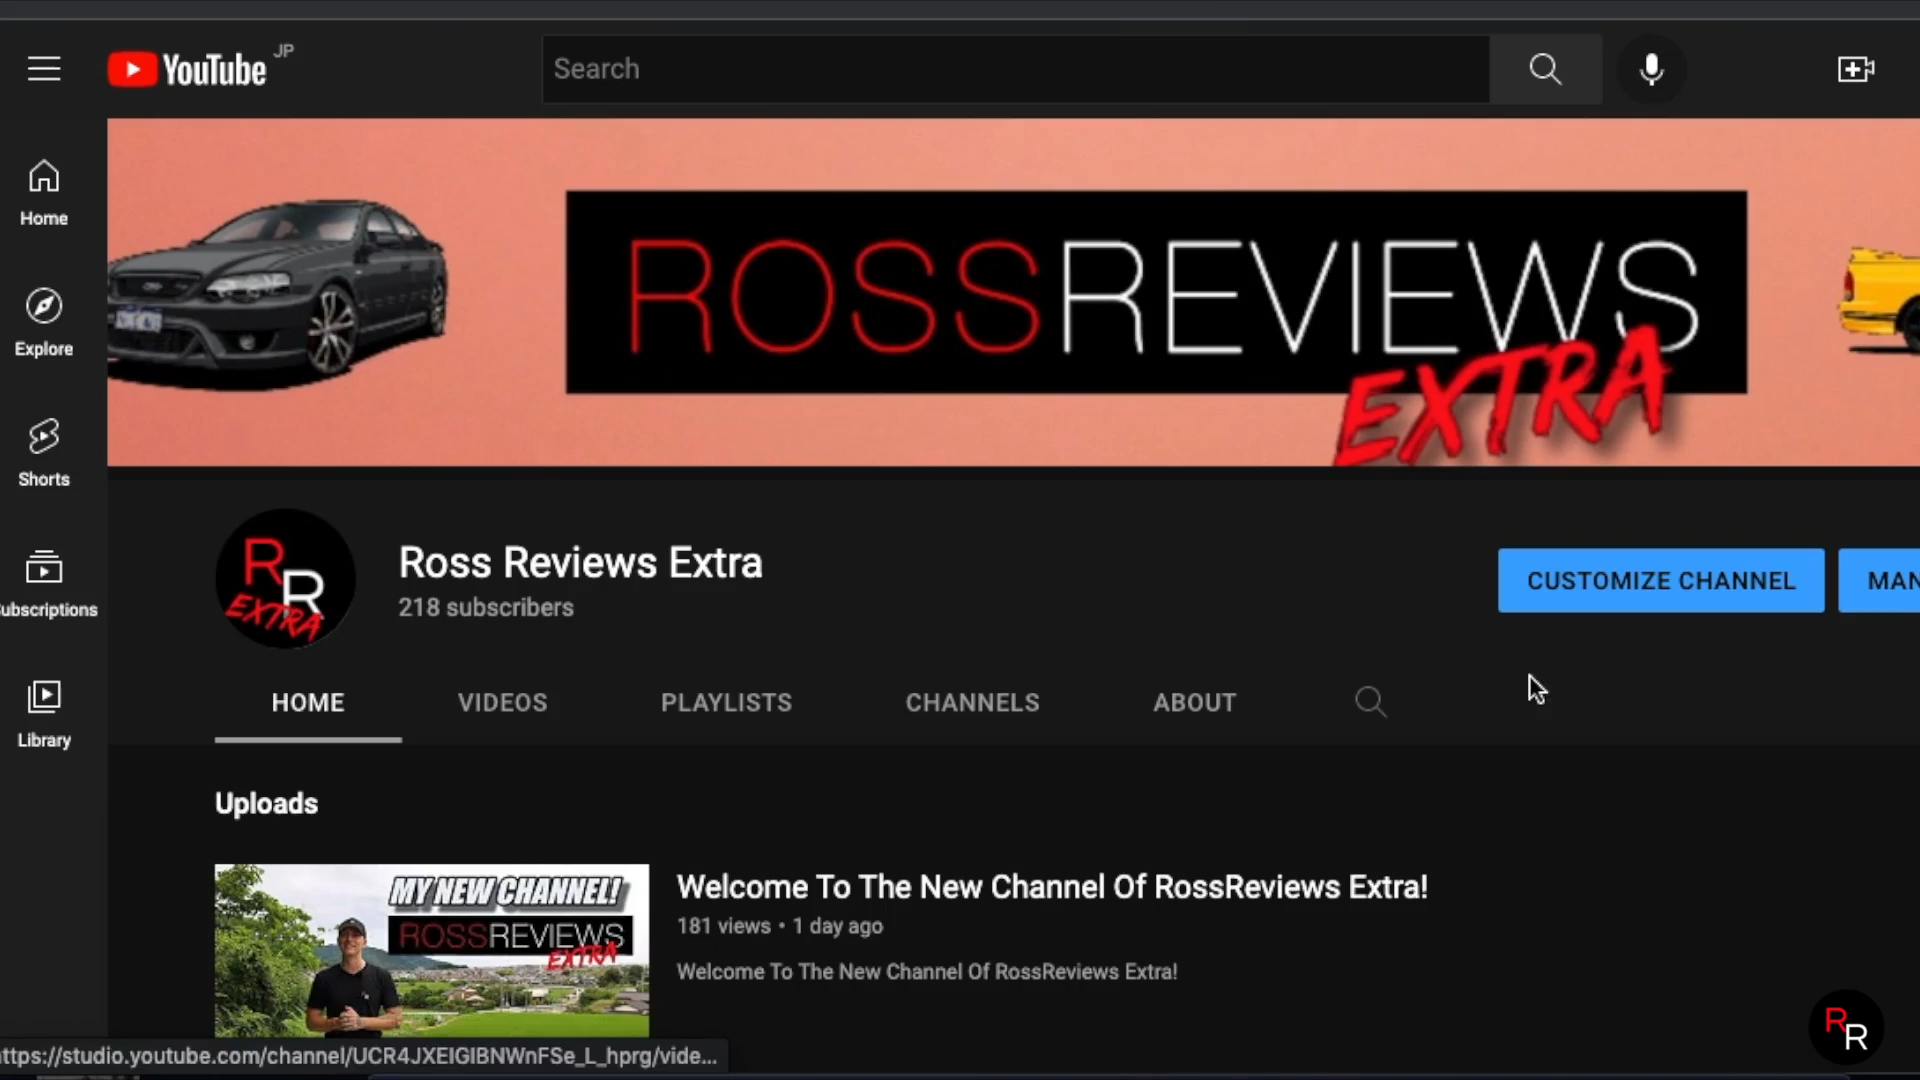 YouTube JP
Search
Home
Explore
Shorts
ubscriptions
Library
ROSSREVIEWS
EXTRA
RR
EXTRA
Ross Reviews Extra
218 subscribers
CUSTOMIZE CHANNEL
MAN
HOME
VIDEOS
PLAYLISTS
CHANNELS
ABOUT
Uploads
MY NEW CHANNEL!
ROSSREVIEWS
EXTRA
Welcome To The New Channel Of RossReviews Extra!
181 views • 1 day ago
Welcome To The New Channel Of RossReviews Extra!
ttps://studio.youtube.com/channel/UCR4JXEIGIBNWnFSe_L_hprg/vide...
RR